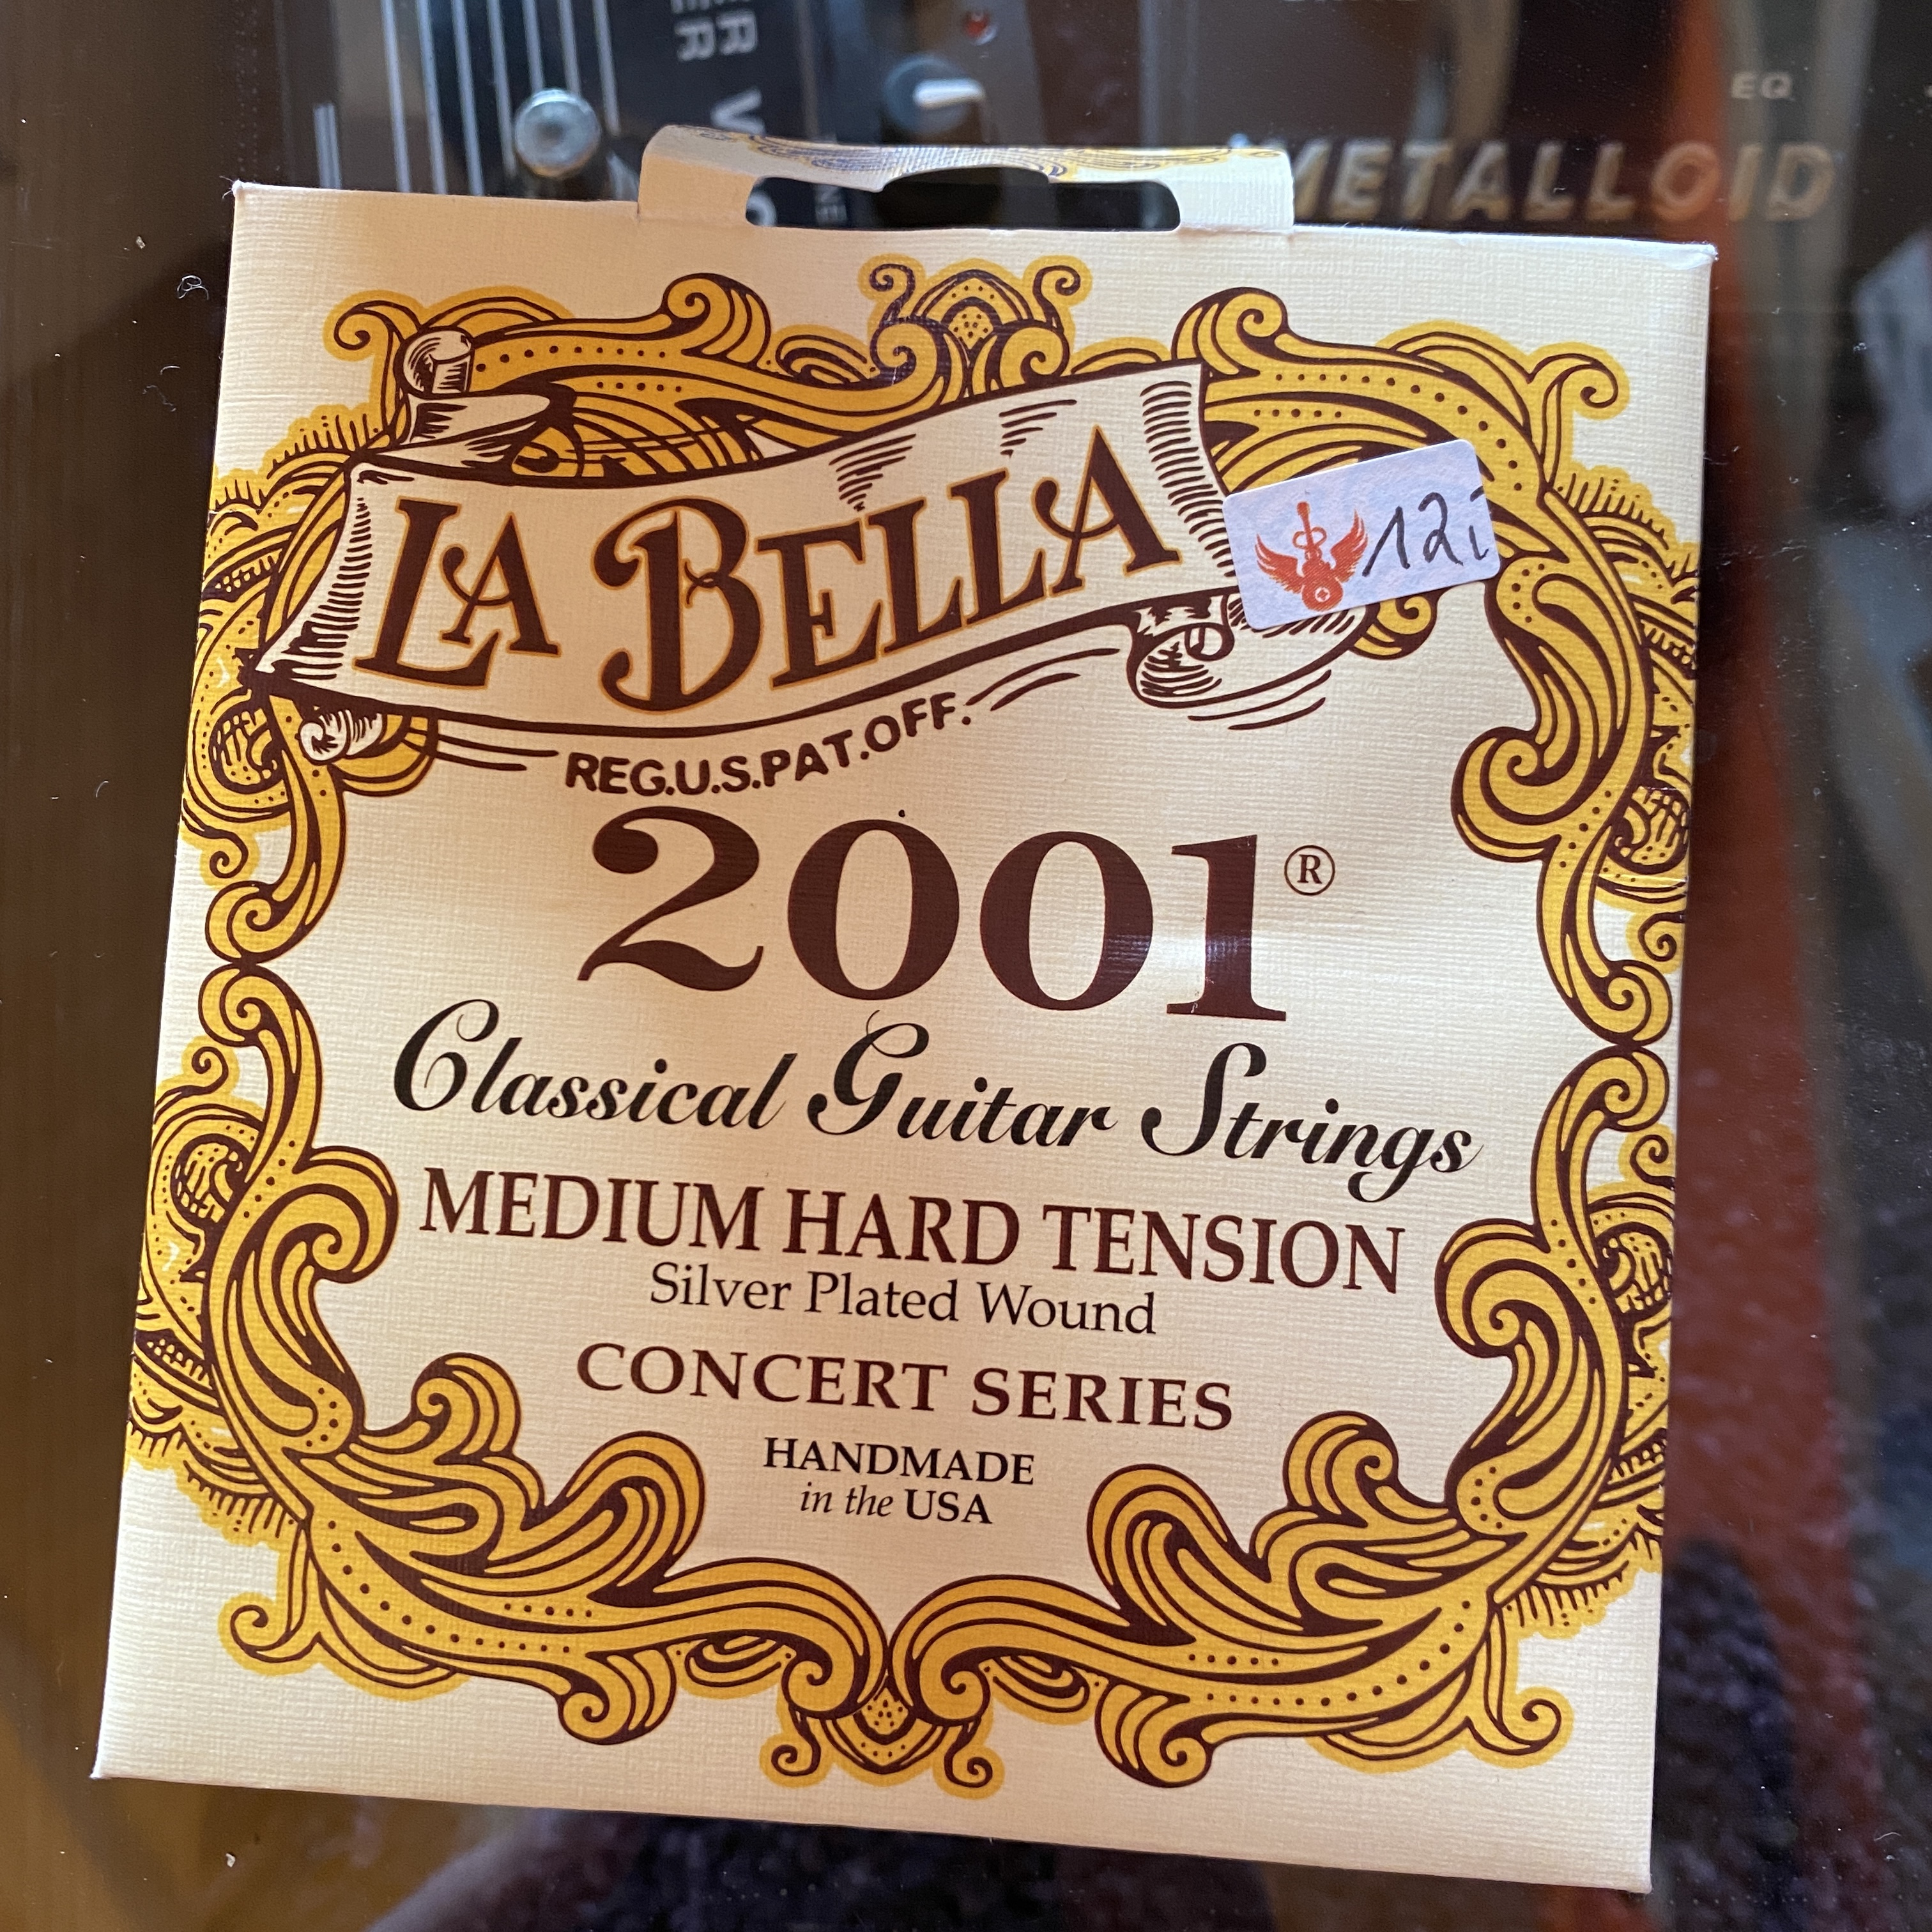 EQ
METALLOID
LA BELLA
REG.U.S.PAT.OFF.
2001®
Classical Guitar Strings
MEDIUM HARD TENSION
Silver Plated Wound
CONCERT SERIES
HANDMADE
in the USA